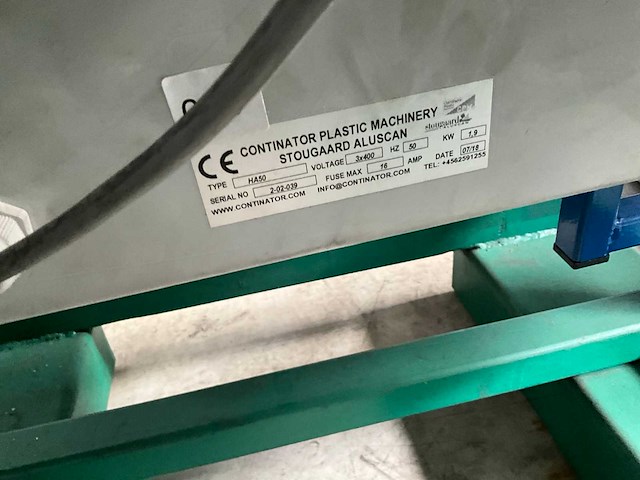 CONTINATOR PLASTIC MACHINERY
STOUGAARD ALUSCAN
stougaard
CE
TYPE HA50 VOLTAGE 3x400 HZ 50 KW 1,9
SERIAL NO 2-02-039 FUSE MAX 16 AMP DATE 07/18
WWW.CONTINATOR.COM INFO@CONTINATOR.COM TEL: +4562591255